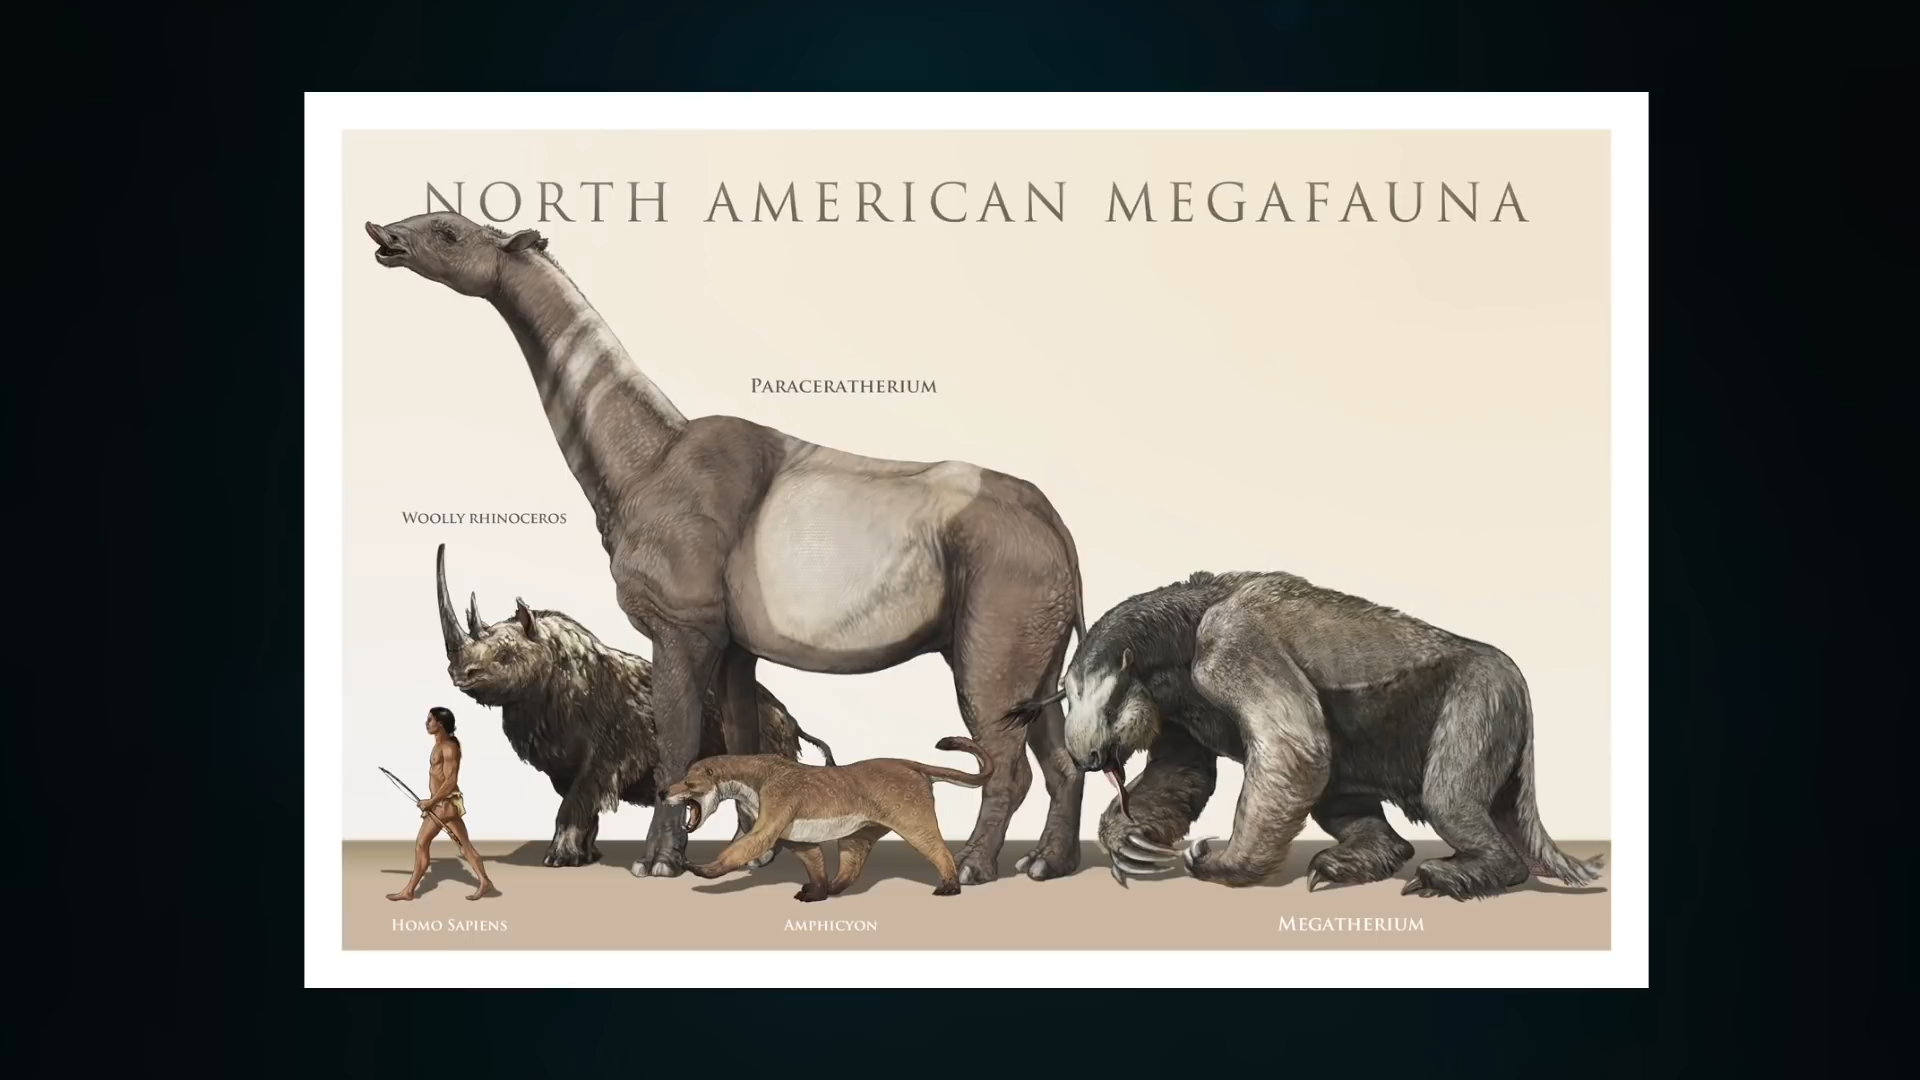 NORTH AMERICAN MEGAFAUNA
PARACERATHERIUM
WOOLLY RHINOCEROS
HOMO SAPIENS
AMPHICYON
MEGATHERIUM